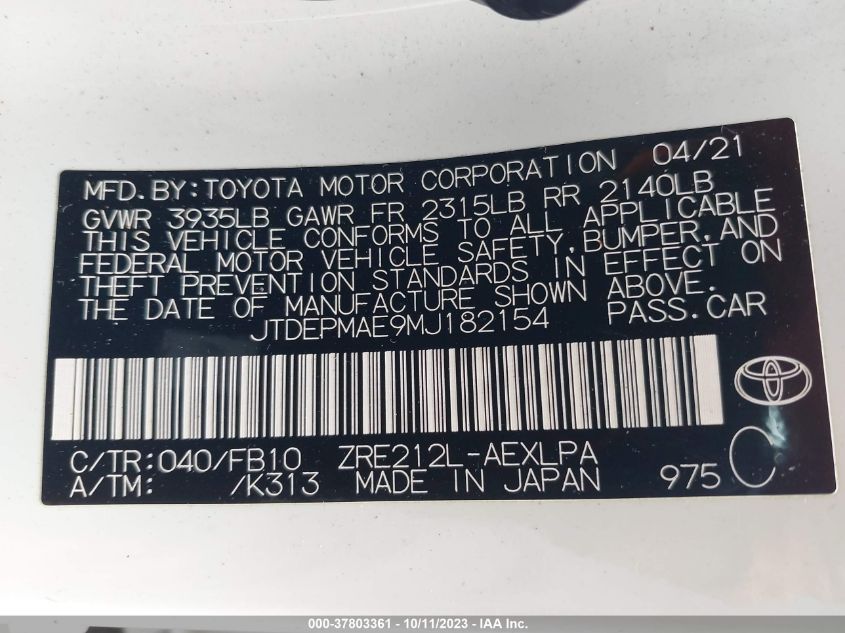 MFD.BY:TOYOTA MOTOR CORPORATION 04/21
GVWR 3935LB GAWR FR 2315LB RR 2140LB
THIS VEHICLE CONFORMS TO ALL APPLICABLE
FEDERAL MOTOR VEHICLE SAFETY,BUMPER,AND
THEFT PREVENTION STANDARDS IN EFFECT ON
THE DATE OF MANUFACTURE SHOWN ABOVE.
JTDEPMAE9MJ182154 PASS.CAR
C/TR:040/FB10 ZRE212L-AEXLPA
A/TM: /K313 MADE IN JAPAN 975 C
000-37803361 - 10/11/2023 - IAA Inc.